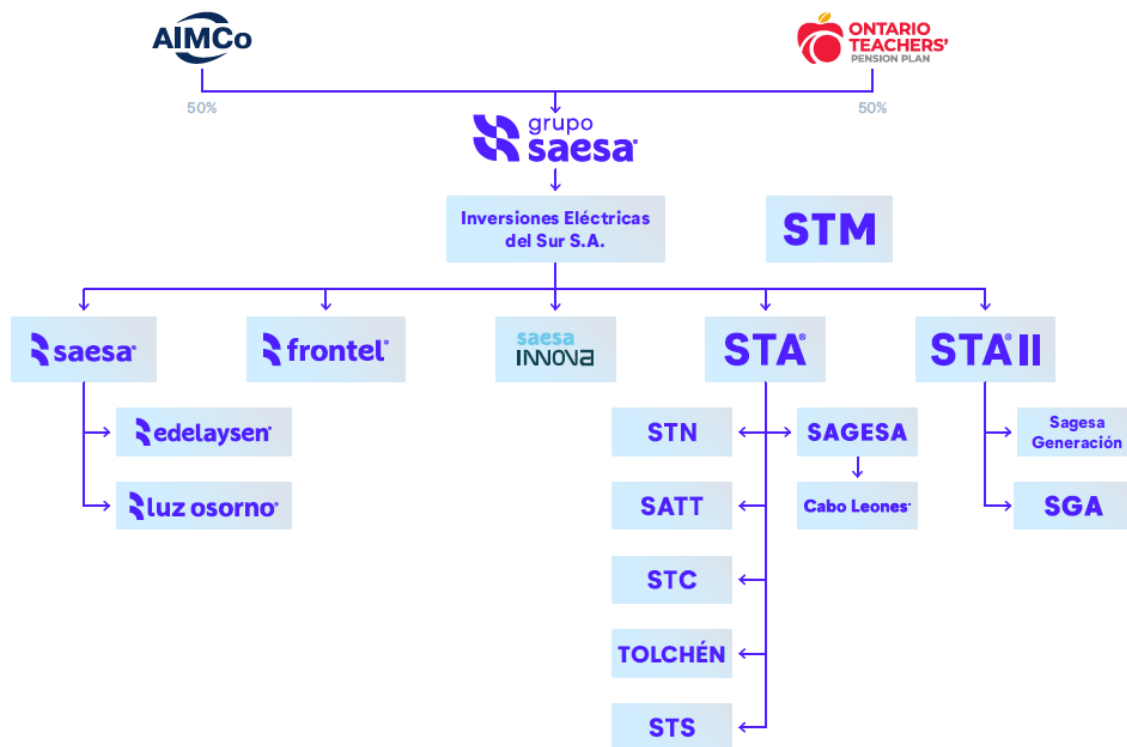 AIMCo
ONTARIO
TEACHERS'
PENSION PLAN
50%
50%
grupo
saesa
Inversiones Eléctricas
del Sur S.A.
STM
saesa
frontel
saesa
INNOVA
STA
STA II
edelaysen
STN
SAGESA
Sagesa
Generación
luz osorno
SATT
Cabo Leones
SGA
STC
TOLCHÉN
STS